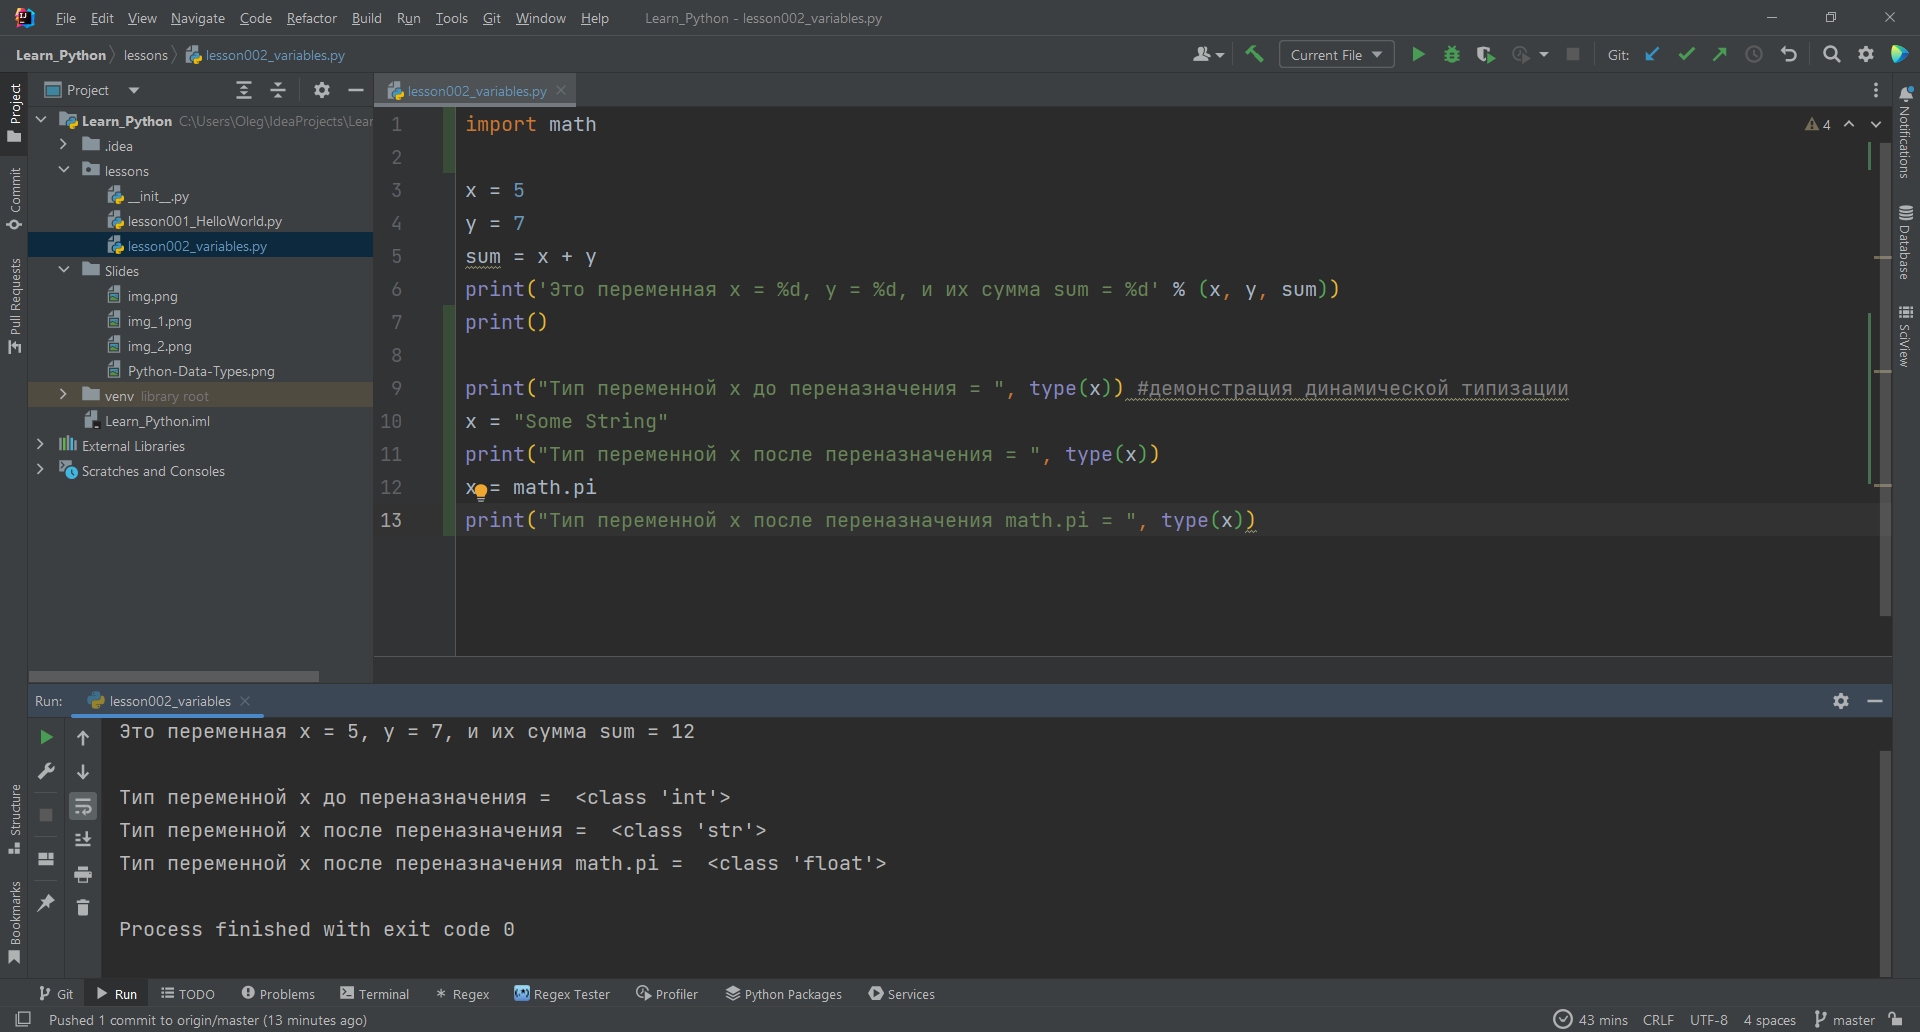 File Edit View Navigate Code Refactor Build Run Tools Git Window Help Learn_Python - lesson002_variables.py
Learn_Python lessons lesson002_variables.py Current File Git:
Project
lesson002_variables.py
Project
Commit
Pull Requests
Structure
Bookmarks
Learn_Python C:\Users\Oleg\IdeaProjects\Lear
.idea
lessons
__init__.py
lesson001_HelloWorld.py
lesson002_variables.py
Slides
img.png
img_1.png
img_2.png
Python-Data-Types.png
venv library root
Learn_Python.iml
External Libraries
Scratches and Consoles
1 import math
2
3 x = 5
4 y = 7
5 sum = x + y
6 print('Это переменная x = %d, y = %d, и их сумма sum = %d' % (x, y, sum))
7 print()
8
9 print("Тип переменной х до переназначения = ", type(x)) #демонстрация динамической типизации
10 x = "Some String"
11 print("Тип переменной х после переназначения = ", type(x))
12 x = math.pi
13 print("Тип переменной х после переназначения math.pi = ", type(x))
4
Notifications
Database
SciView
Run: lesson002_variables
Это переменная x = 5, y = 7, и их сумма sum = 12
Тип переменной х до переназначения =  <class 'int'>
Тип переменной х после переназначения =  <class 'str'>
Тип переменной х после переназначения math.pi =  <class 'float'>
Process finished with exit code 0
Git Run TODO Problems Terminal Regex Regex Tester Profiler Python Packages Services
Pushed 1 commit to origin/master (13 minutes ago) 43 mins CRLF UTF-8 4 spaces master